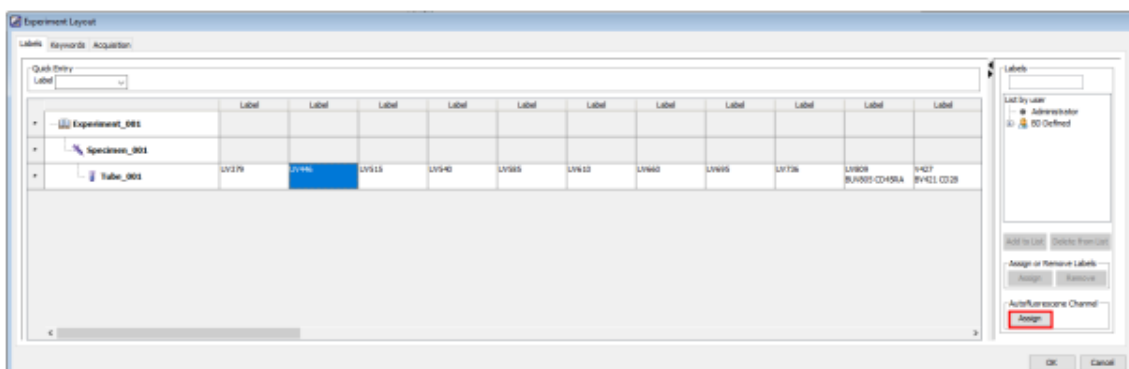 Experiment Layout
Labels Keywords Acquisition
Quick Entry
Label
Label Label Label Label Label Label Label Label Label Label Label
Experiment_001
Specimen_001
Tube_001
UV379 UV446 UV515 UV540 UV585 UV610 UV660 UV695 UV736 UV809 V427
BUV805 CD45RA BV421 CD28
Labels
List by user
Administrator
BD Defined
Add to List Delete from List
Assign or Remove Labels
Assign Remove
Autofluorescene Channel
Assign
OK Cancel